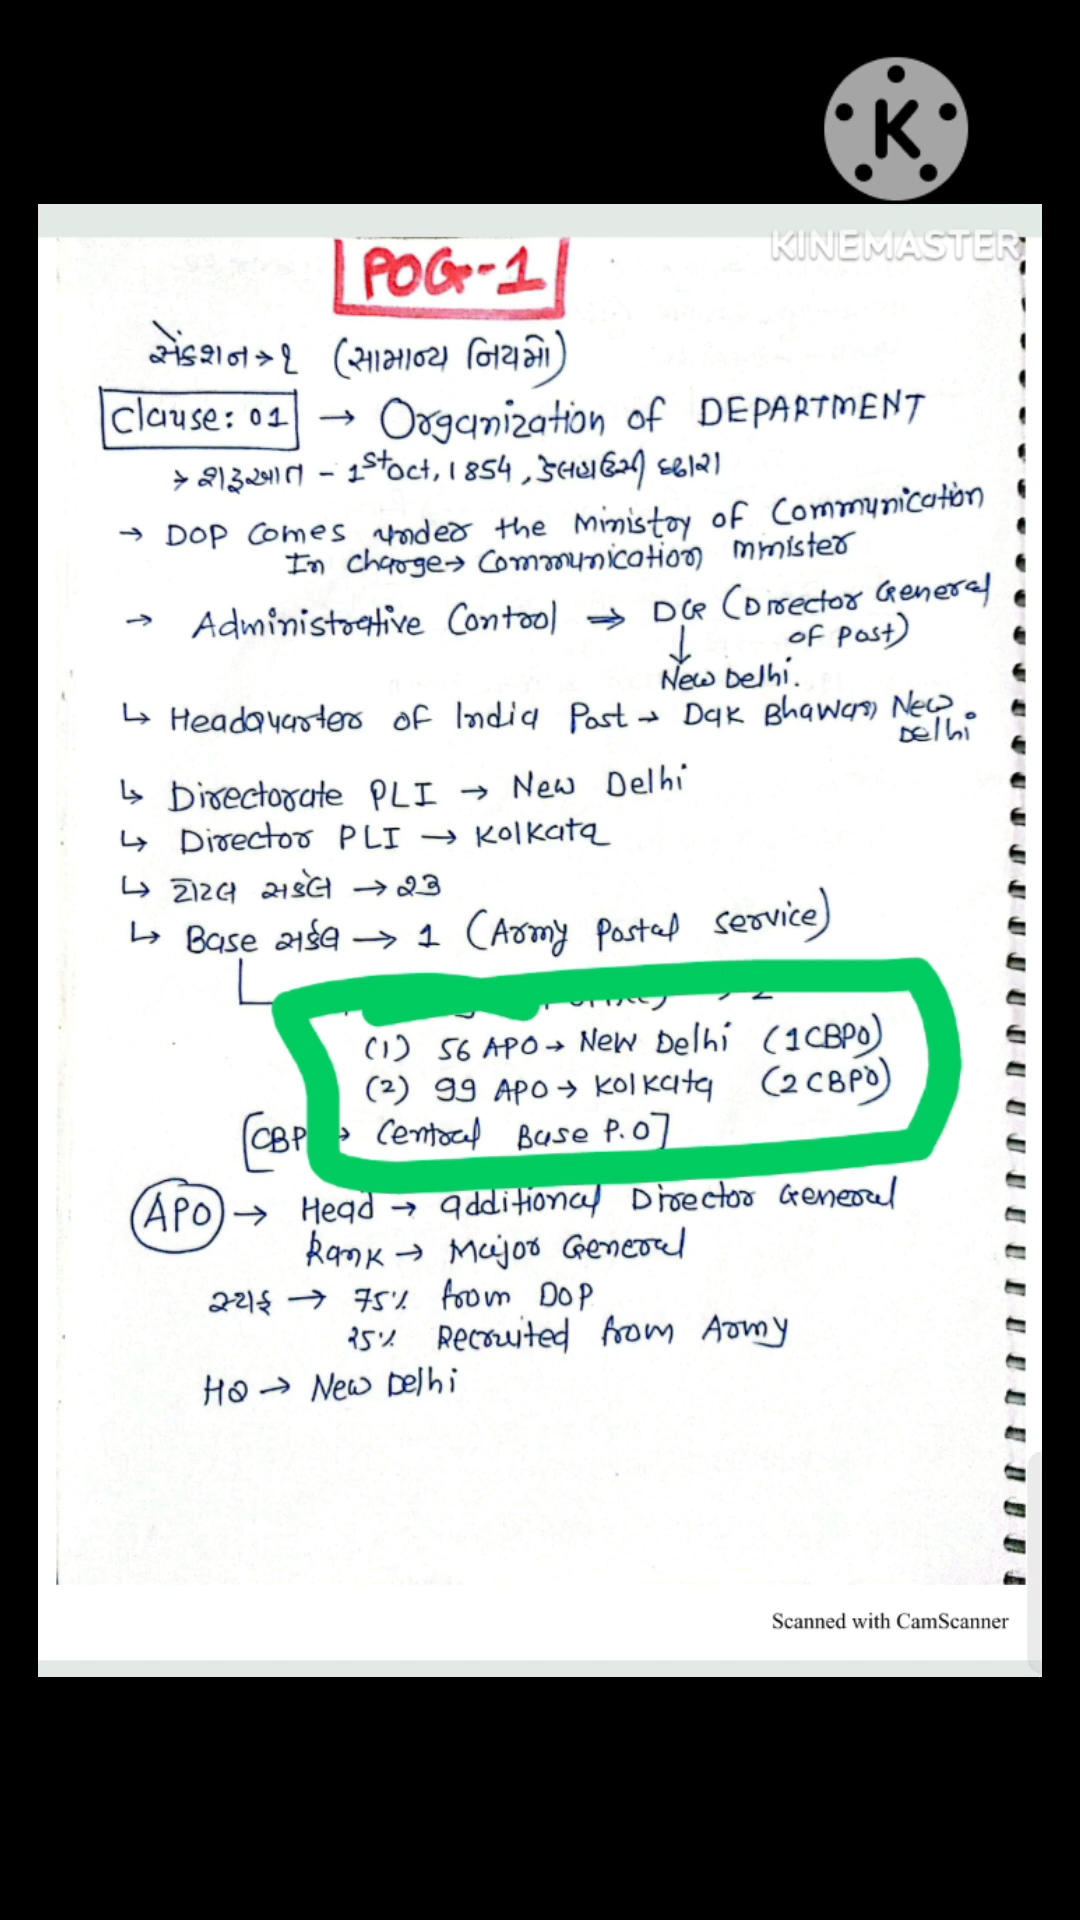 K
KINEMASTER
POG-1
સેકશન → ૧ (સામાન્ય નિયમો)
Clause: 01 → Organization of DEPARTMENT
→ શરૂઆત - 1st Oct, 1854, ડલહાઉસી દ્વારા
→ DOP Comes under the Ministry of Communication
In Charge → Communication minister
→ Administrative Control ⇒ DG (Director General of Post)
↓
New Delhi.
↳ Headquarter of India Post → Dak Bhawan, New Delhi
↳ Directorate PLI → New Delhi
↳ Director PLI → Kolkata
↳ ટોટલ સર્કલ → 23
↳ Base સર્કલ → 1 (Army Postal service)
(1) 56 APO → New Delhi (1 CBPO)
(2) 99 APO → Kolkata (2 CBPO)
[CBP → Central Base P.O]
APO → Head → additional Director General
Rank → Major General
સ્ટાફ → 75% from DOP
25% Recruited from Army
HQ → New Delhi
Scanned with CamScanner